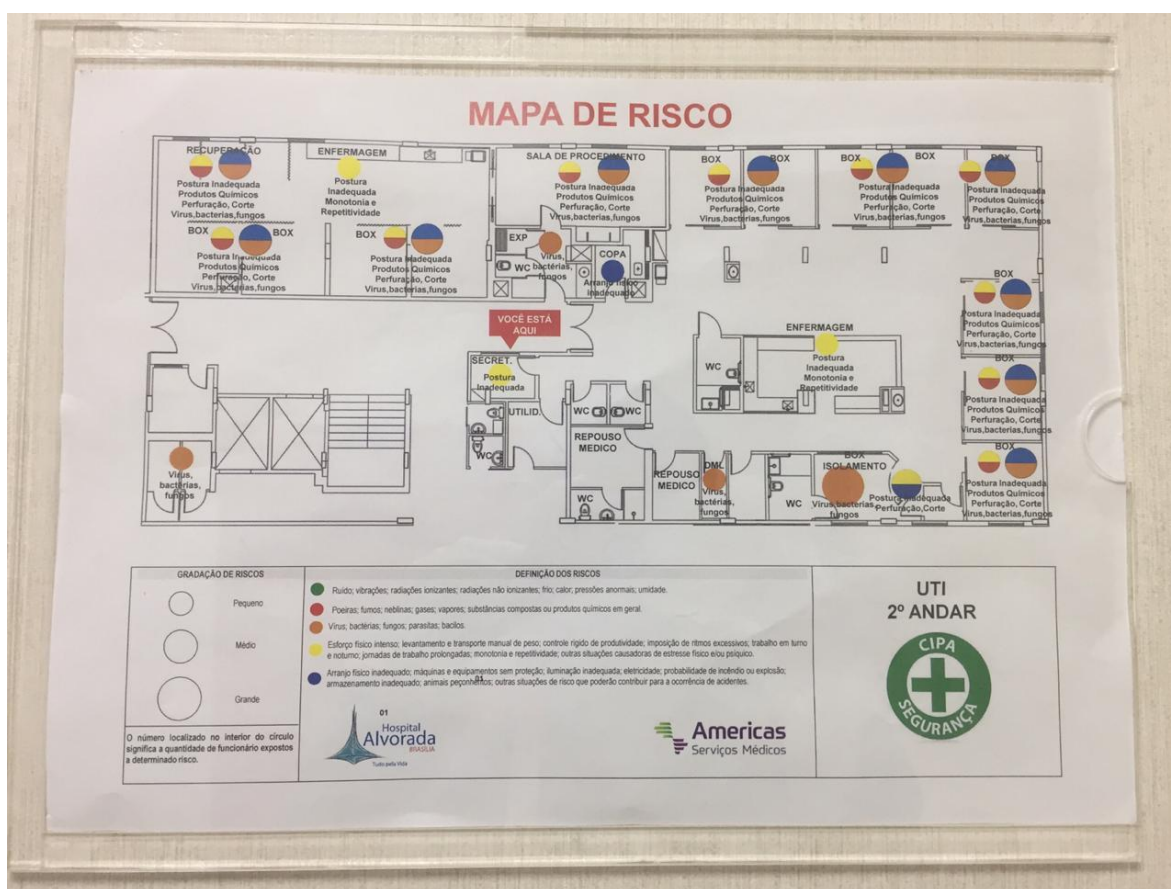 MAPA DE RISCO
RECUPERAÇÃO
Postura Inadequada
Produtos Químicos
Perfuração, Corte
Virus,bacterias,fungos
ENFERMAGEM
Postura
Inadequada
Monotonia e
Repetitividade
SALA DE PROCEDIMENTO
Postura Inadequada
Produtos Químicos
Perfuração, Corte
Virus,bacterias,fungos
BOX
BOX
Postura Inadequada
Produtos Químicos
Perfuração, Corte
Virus,bacterias,fungos
BOX
BOX
Postura Inadequada
Produtos Químicos
Perfuração, Corte
Virus,bacterias,fungos
BOX
Postura Inadequada
Produtos Químicos
Perfuração, Corte
Virus,bacterias,fungos
BOX
BOX
Postura Inadequada
Produtos Químicos
Perfuração, Corte
Virus,bacterias,fungos
BOX
Postura Inadequada
Produtos Químicos
Perfuração, Corte
Virus,bacterias,fungos
EXP
WC
Virus,
bactérias,
fungos
COPA
Arranjo físico
inadequado
BOX
Postura Inadequada
Produtos Químicos
Perfuração, Corte
Virus,bacterias,fungos
VOCÊ ESTÁ
AQUI
SECRET.
Postura
Inadequada
ENFERMAGEM
Postura
Inadequada
Monotonia e
Repetitividade
WC
BOX
Postura Inadequada
Produtos Químicos
Perfuração, Corte
Virus,bacterias,fungos
UTILID.
WC
WC
WC
REPOUSO
MEDICO
WC
REPOUSO
MEDICO
DML
Virus,
bactérias,
fungos
WC
BOX
ISOLAMENTO
Virus,bacterias,
fungos
Postura Inadequada
Perfuração,Corte
BOX
Postura Inadequada
Produtos Químicos
Perfuração, Corte
Virus,bacterias,fungos
Virus,
bactérias,
fungos
GRADAÇÃO DE RISCOS
Pequeno
Médio
Grande
O número localizado no interior do círculo
significa a quantidade de funcionário expostos
a determinado risco.
DEFINIÇÃO DOS RISCOS
Ruído; vibrações; radiações ionizantes; radiações não ionizantes; frio; calor; pressões anormais; umidade.
Poeiras; fumos; neblinas; gases; vapores; substâncias compostas ou produtos químicos em geral.
Vírus; bactérias; fungos; parasitas; bacilos.
Esforço físico intenso; levantamento e transporte manual de peso; controle rígido de produtividade; imposição de ritmos excessivos; trabalho em turno
e noturno; jornadas de trabalho prolongadas; monotonia e repetitividade; outras situações causadoras de estresse físico e/ou psíquico.
Arranjo físico inadequado; máquinas e equipamentos sem proteção; iluminação inadequada; eletricidade; probabilidade de incêndio ou explosão;
armazenamento inadequado; animais peçonhentos; outras situações de risco que poderão contribuir para a ocorrência de acidentes.
01
01
Hospital
Alvorada
BRASÍLIA
Tudo pela Vida
Americas
Serviços Médicos
UTI
2º ANDAR
CIPA
SEGURANÇA